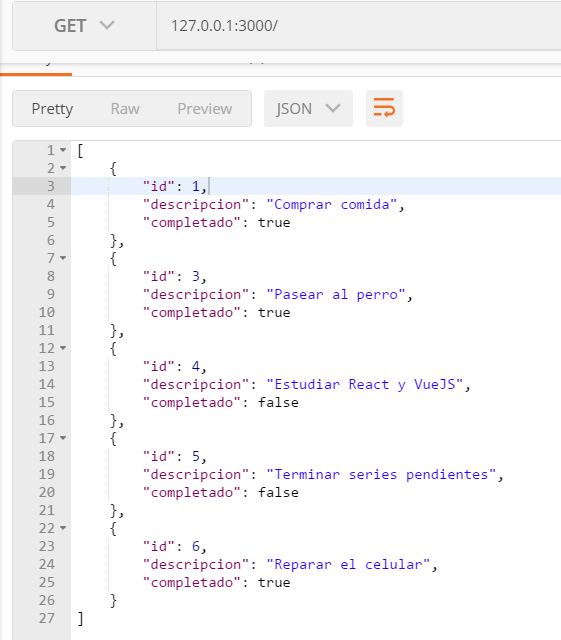 GET 127.0.0.1:3000/
Pretty Raw Preview JSON
1 [
2 {
3 "id": 1,
4 "descripcion": "Comprar comida",
5 "completado": true
6 },
7 {
8 "id": 3,
9 "descripcion": "Pasear al perro",
10 "completado": true
11 },
12 {
13 "id": 4,
14 "descripcion": "Estudiar React y VueJS",
15 "completado": false
16 },
17 {
18 "id": 5,
19 "descripcion": "Terminar series pendientes",
20 "completado": false
21 },
22 {
23 "id": 6,
24 "descripcion": "Reparar el celular",
25 "completado": true
26 }
27 ]